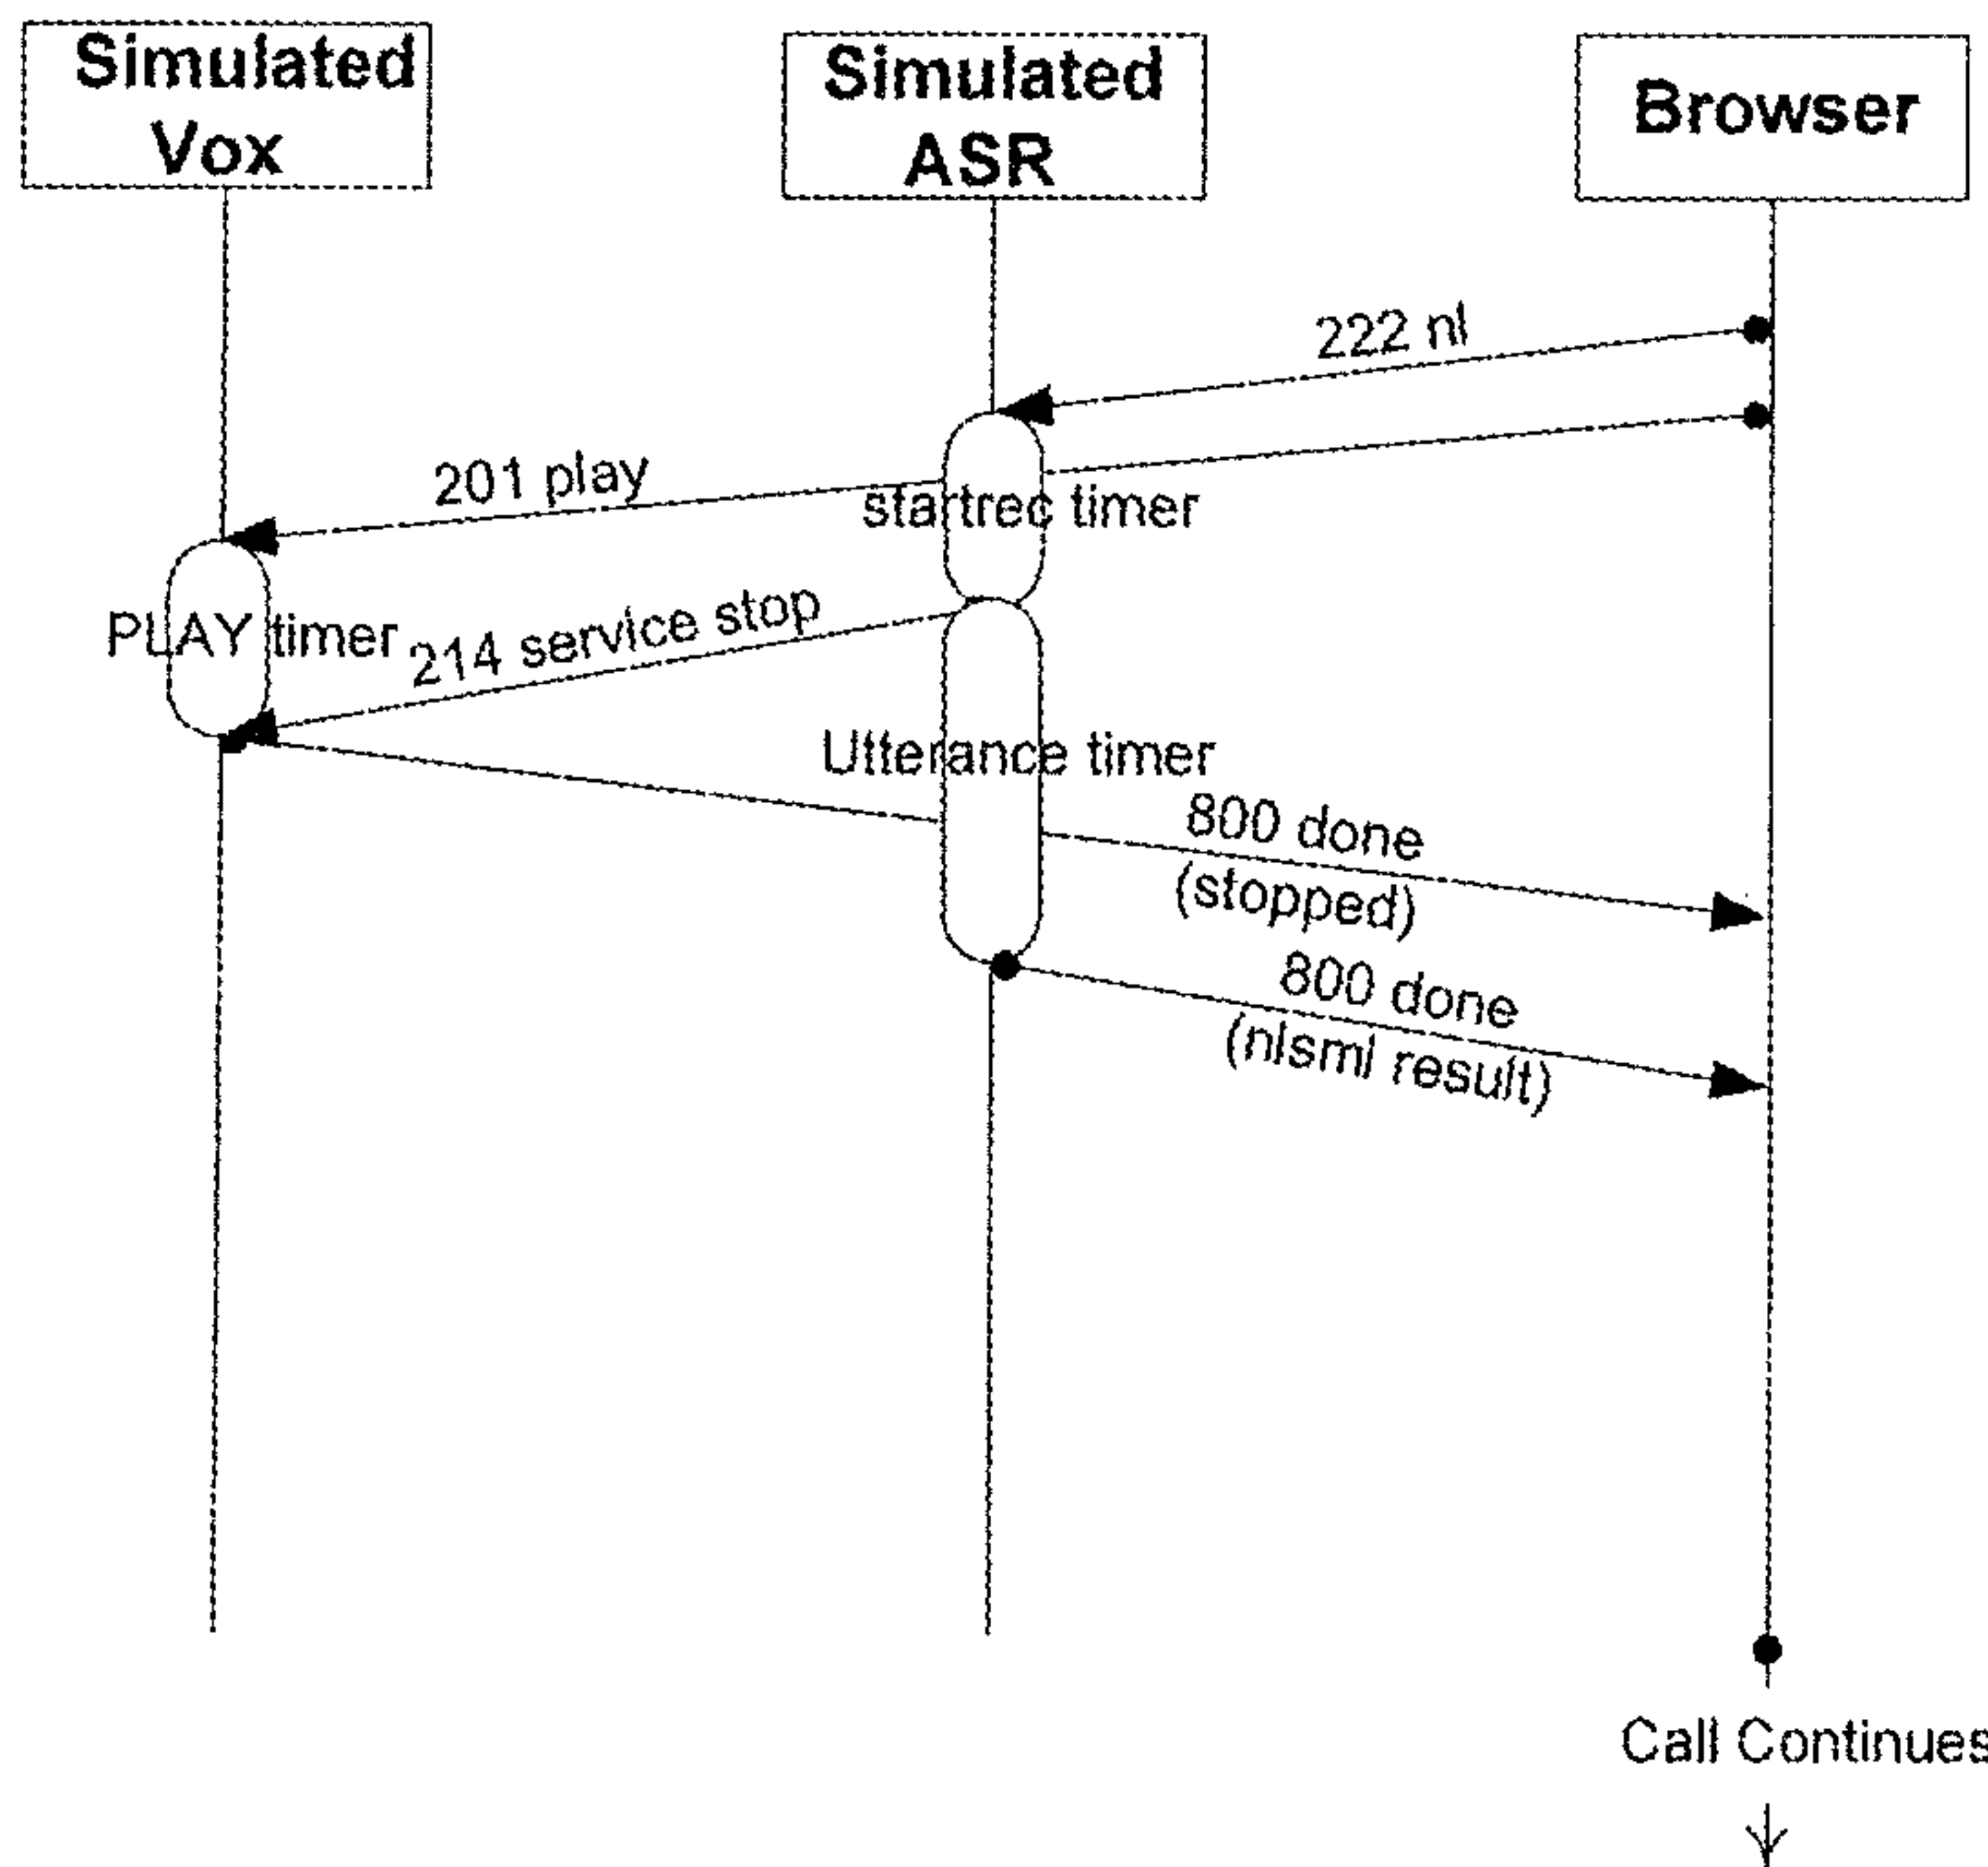 Simulated
Vox
Simulated
ASR
Browser
222 nl
201 play
startrec timer
PLAY timer
214 service stop
Utterance timer
800 done
(stopped)
800 done
(nlsml result)
Call Continues